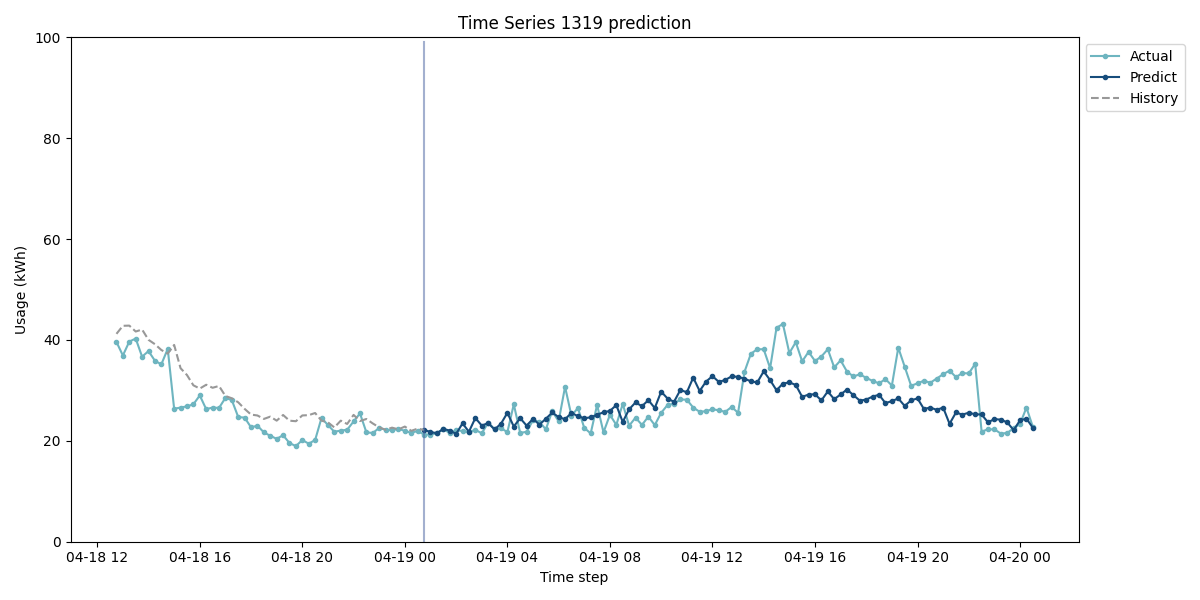 Time Series 1319 prediction
Usage (kWh)
100
80
60
40
20
0
04-18 12
04-18 16
04-18 20
04-19 00
04-19 04
04-19 08
04-19 12
04-19 16
04-19 20
04-20 00
Time step
Actual
Predict
History